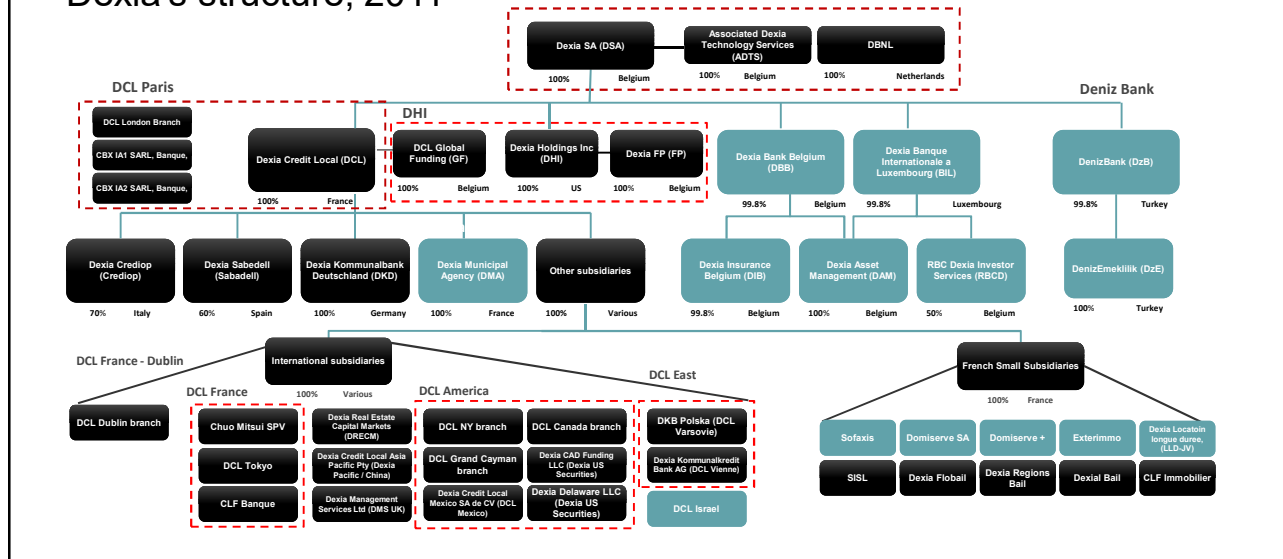 Dexia's structure, 2011
Dexia SA (DSA)
Associated Dexia
Technology Services
(ADTS)
DBNL
100% Belgium
100% Belgium
100% Netherlands
DCL Paris
Deniz Bank
DHI
DCL London Branch
CBX IA1 SARL, Banque,
CBX IA2 SARL, Banque,
Dexia Credit Local (DCL)
100% France
DCL Global
Funding (GF)
100% Belgium
Dexia Holdings Inc
(DHI)
100% US
Dexia FP (FP)
100% Belgium
Dexia Bank Belgium
(DBB)
99.8% Belgium
Dexia Banque
Internationale a
Luxembourg (BIL)
99.8% Luxembourg
DenizBank (DzB)
99.8% Turkey
Dexia Crediop
(Crediop)
70% Italy
Dexia Sabedell
(Sabadell)
60% Spain
Dexia Kommunalbank
Deutschland (DKD)
100% Germany
Dexia Municipal
Agency (DMA)
100% France
Other subsidiaries
100% Various
Dexia Insurance
Belgium (DIB)
99.8% Belgium
Dexia Asset
Management (DAM)
100% Belgium
RBC Dexia Investor
Services (RBCD)
50% Belgium
DenizEmeklilik (DzE)
100% Turkey
DCL France - Dublin
International subsidiaries
100% Various
French Small Subsidiaries
100% France
DCL France
DCL America
DCL East
DCL Dublin branch
Chuo Mitsui SPV
DCL Tokyo
CLF Banque
Dexia Real Estate
Capital Markets
(DRECM)
Dexia Credit Local Asia
Pacific Pty (Dexia
Pacific / China)
Dexia Management
Services Ltd (DMS UK)
DCL NY branch
DCL Grand Cayman
branch
Dexia Credit Local
Mexico SA de CV (DCL
Mexico)
DCL Canada branch
Dexia CAD Funding
LLC (Dexia US
Securities)
Dexia Delaware LLC
(Dexia US
Securities)
DKB Polska (DCL
Varsovie)
Dexia Kommunalkredit
Bank AG (DCL Vienne)
DCL Israel
Sofaxis
Domiserve SA
Domiserve +
Exterimmo
Dexia Locatoin
longue duree,
(LLD-JV)
SISL
Dexia Flobail
Dexia Regions
Bail
Dexial Bail
CLF Immobilier